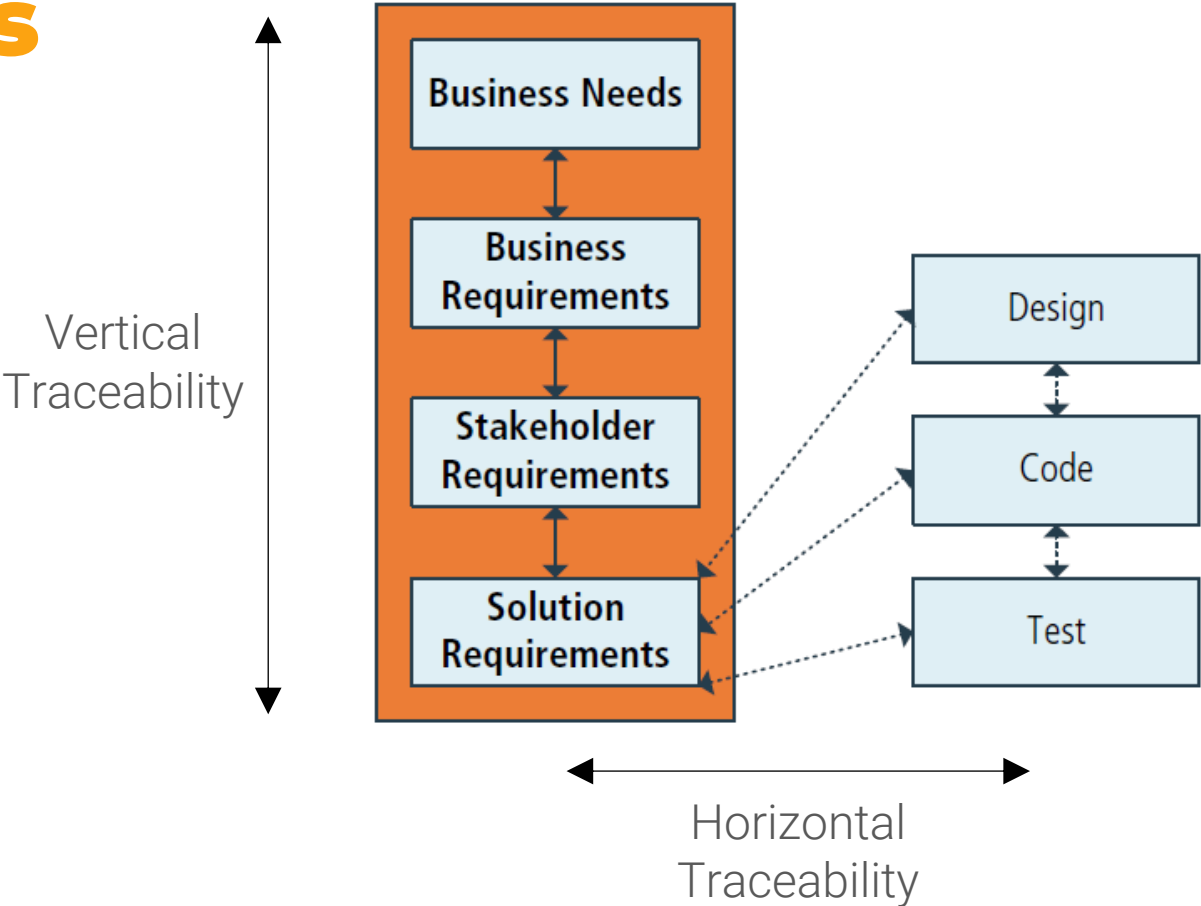 s
Business Needs
Business
Requirements
Vertical
Traceability
Stakeholder
Requirements
Solution
Requirements
Design
Code
Test
Horizontal
Traceability